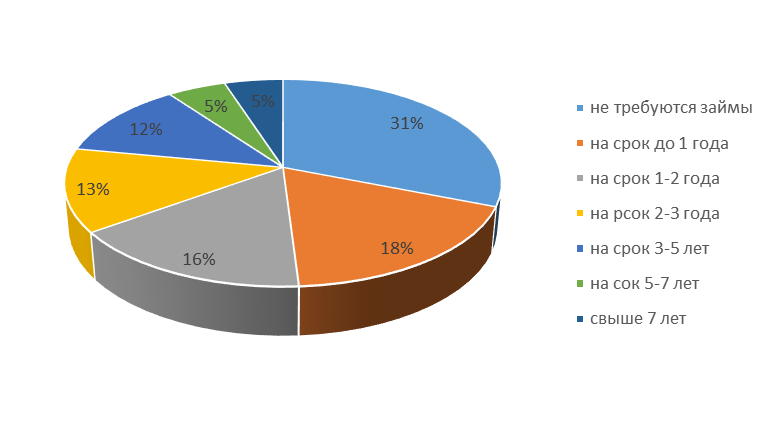 31%
18%
16%
13%
12%
5%
5%
не требуются займы
на срок до 1 года
на срок 1-2 года
на рсок 2-3 года
на срок 3-5 лет
на сок 5-7 лет
свыше 7 лет